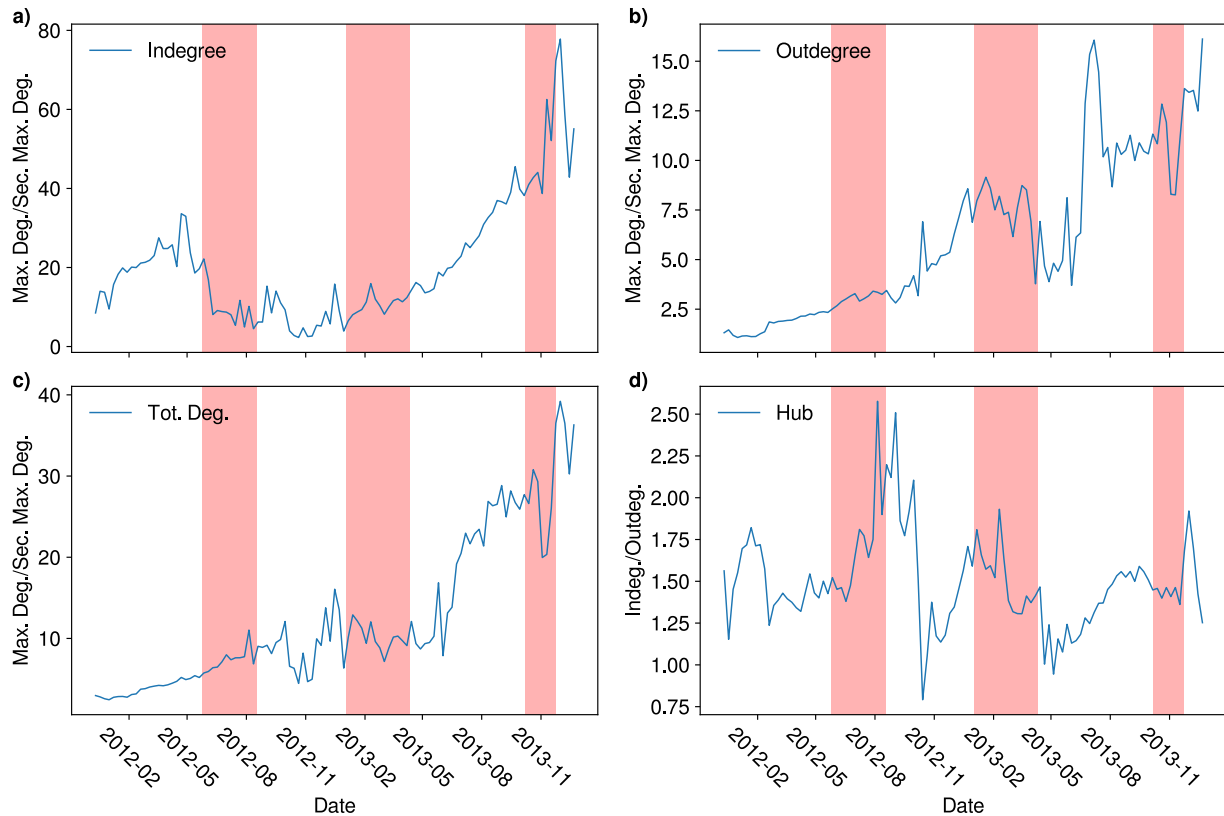 a)
Indegree
Max. Deg./Sec. Max. Deg.
80
60
40
20
0
b)
Outdegree
Max. Deg./Sec. Max. Deg.
15.0
12.5
10.0
7.5
5.0
2.5
c)
Tot. Deg.
Max. Deg./Sec. Max. Deg.
40
30
20
10
2012-02
2012-05
2012-08
2012-11
2013-02
2013-05
2013-08
2013-11
Date
d)
Hub
Indeg./Outdeg.
2.50
2.25
2.00
1.75
1.50
1.25
1.00
0.75
2012-02
2012-05
2012-08
2012-11
2013-02
2013-05
2013-08
2013-11
Date